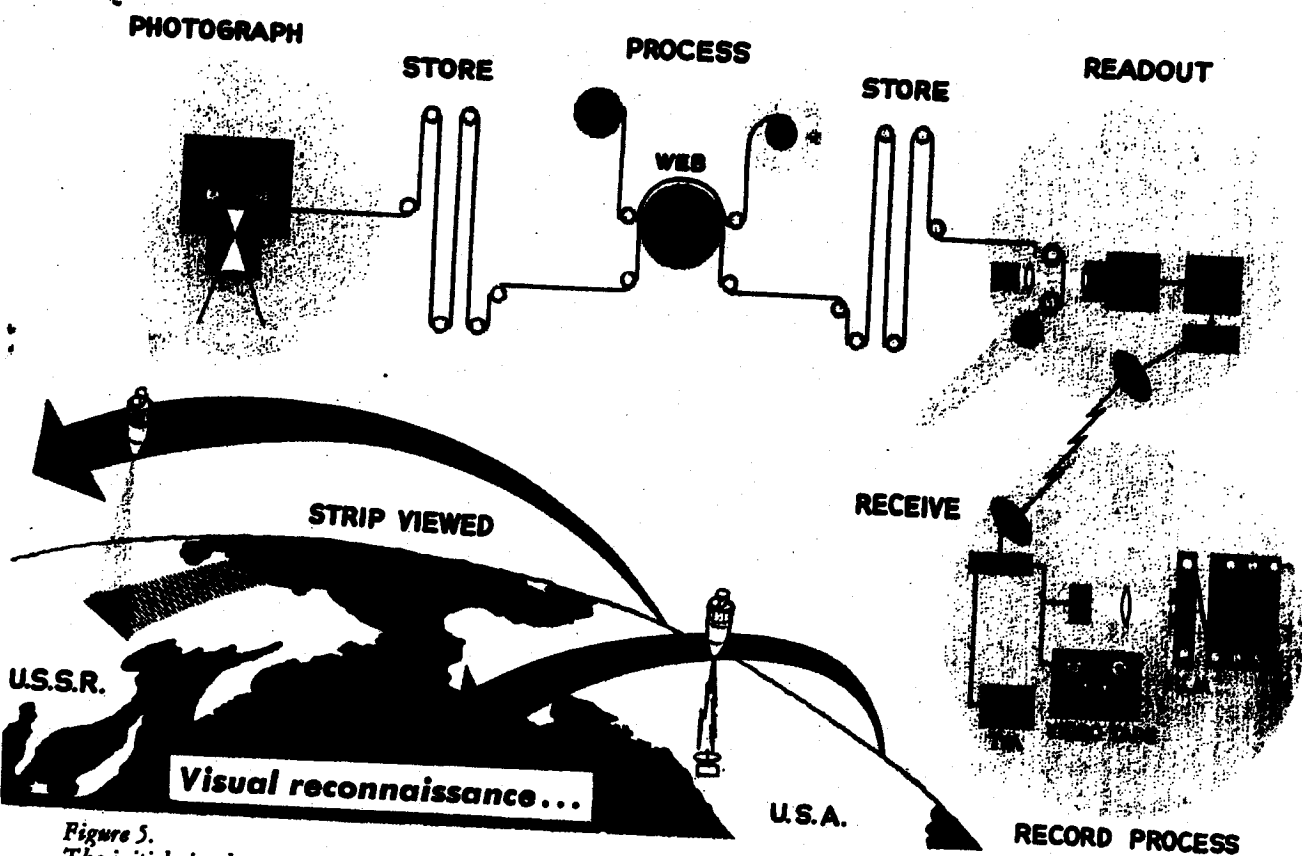 PHOTOGRAPH
STORE
PROCESS
STORE
READOUT
WEB
STRIP VIEWED
RECEIVE
U.S.S.R.
Visual reconnaissance...
U.S.A.
RECORD PROCESS
Figure 5.